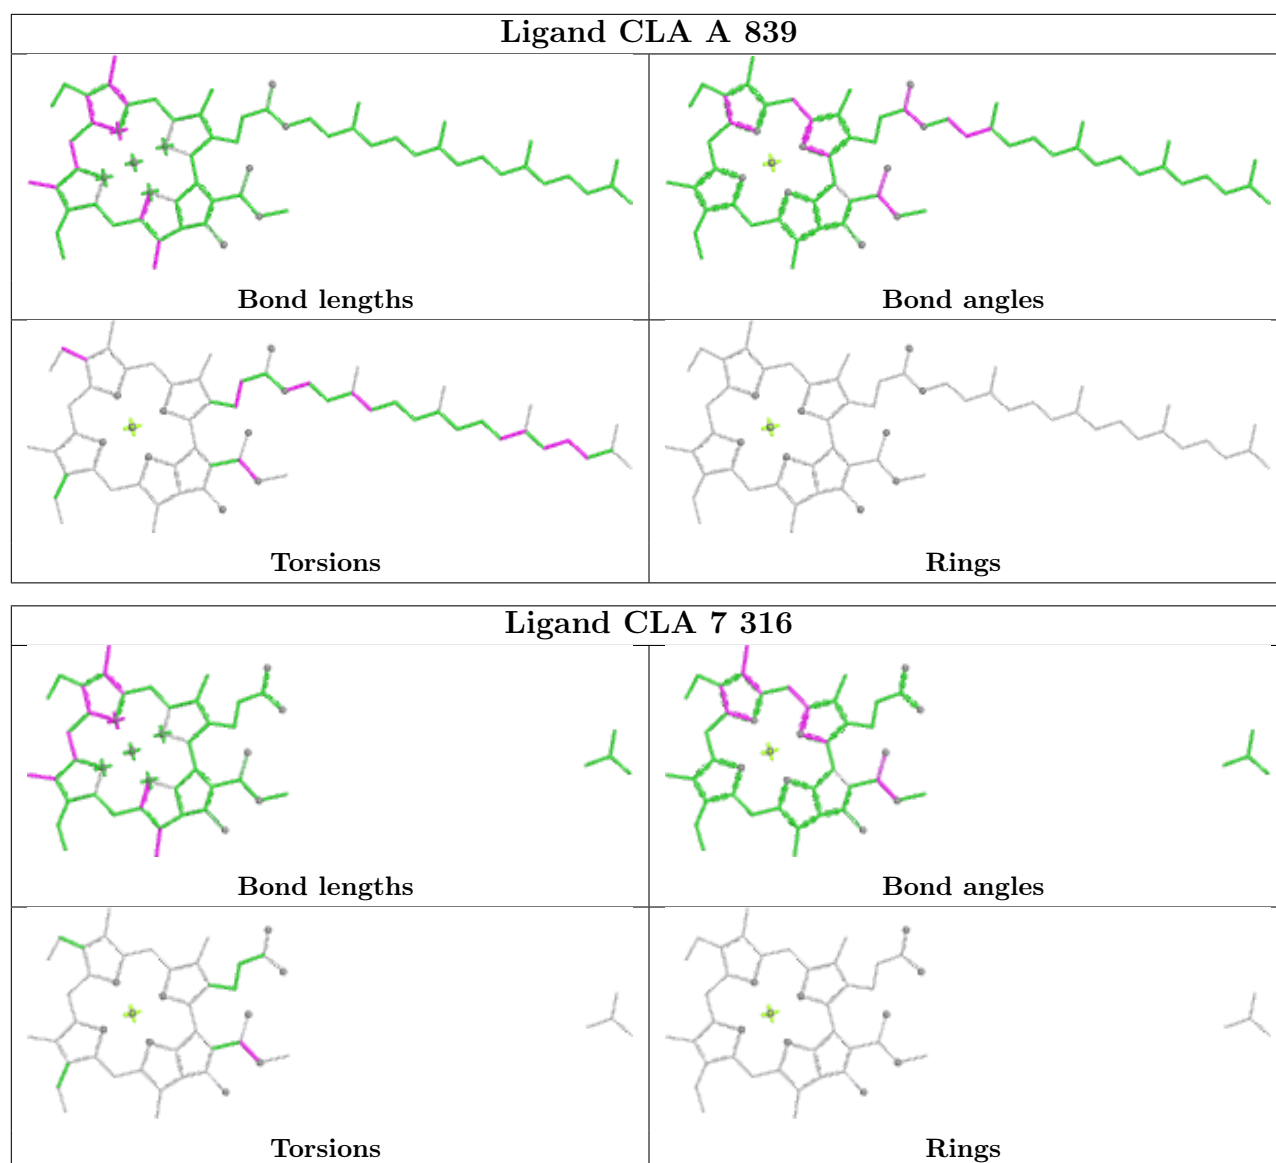 Ligand CLA A 839
Bond lengths
Bond angles
Torsions
Rings
Ligand CLA 7 316
Bond lengths
Bond angles
Torsions
Rings